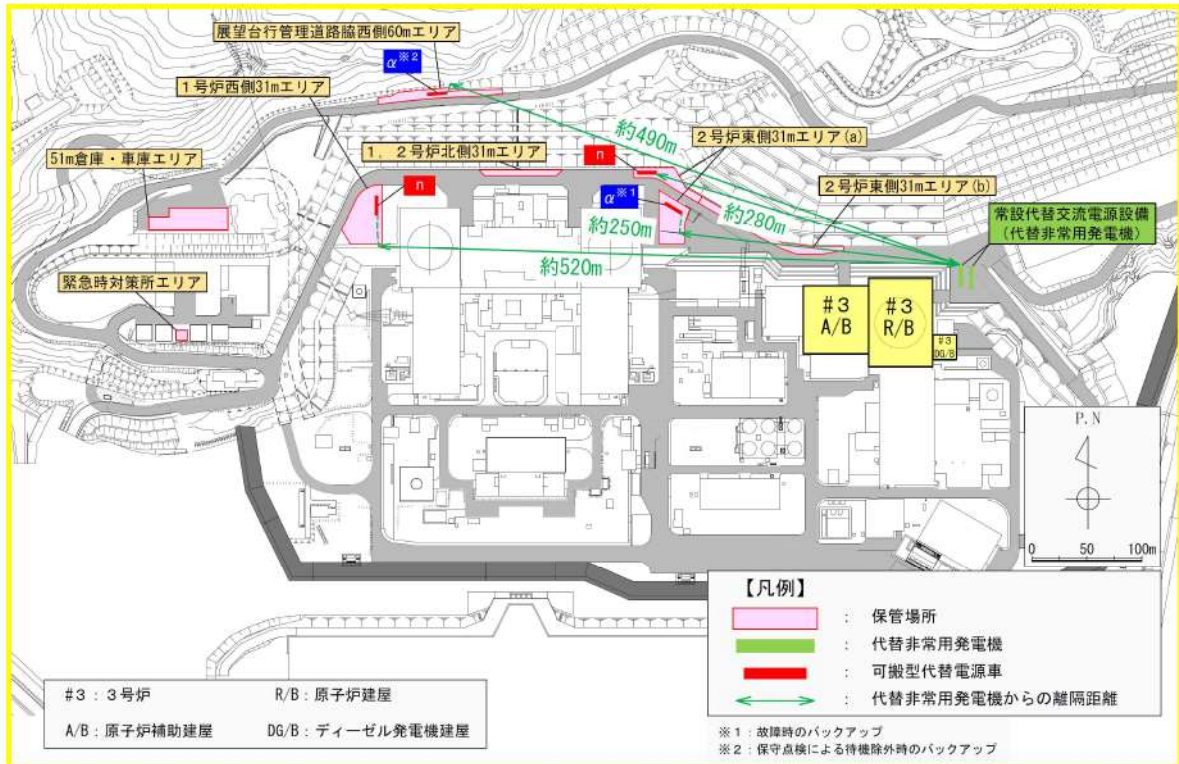 展望台行管理道路脇西側60mエリア
α※2
1号炉西側31mエリア
2号炉東側31mエリア(a)
約490m
51m倉庫・車庫エリア
1, 2号炉北側31mエリア
n
n
2号炉東側31mエリア(b)
α※1
常設代替交流電源設備
(代替非常用発電機)
約280m
約250m
約520m
緊急時対策所エリア
#3
A/B
#3
R/B
#3
DG/B
P.N
0 50 100m
【凡例】
: 保管場所
: 代替非常用発電機
: 可搬型代替電源車
: 代替非常用発電機からの離隔距離
#3:3号炉 R/B:原子炉建屋
A/B:原子炉補助建屋 DG/B:ディーゼル発電機建屋
※1:故障時のバックアップ
※2:保守点検による待機除外時のバックアップ